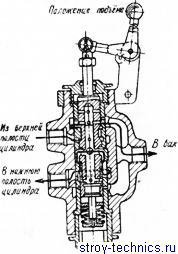 Положение подъёма
Из верхней
полости
цилиндра
В бак
В нижнюю
полость
цилиндра
stroy-technics.ru